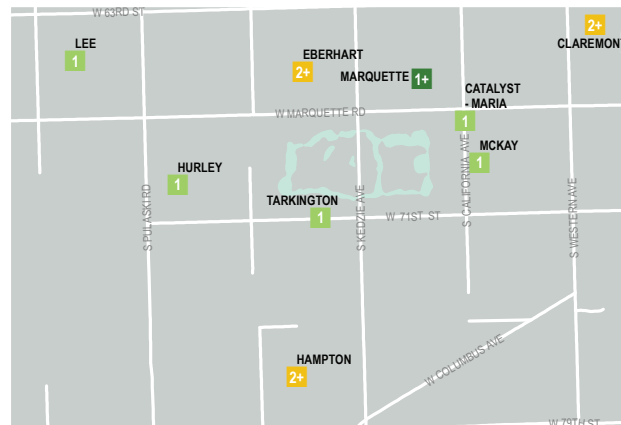 W 63RD ST
LEE
1
EBERHART
2+
MARQUETTE
1+
2+
CLAREMONT
CATALYST
- MARIA
1
W MARQUETTE RD
MCKAY
1
HURLEY
1
TARKINGTON
1
W 71ST ST
S PULASKI RD
S KEDZIE AVE
S CALIFORNIA AVE
S WESTERN AVE
HAMPTON
2+
W COLUMBUS AVE
W 79TH ST